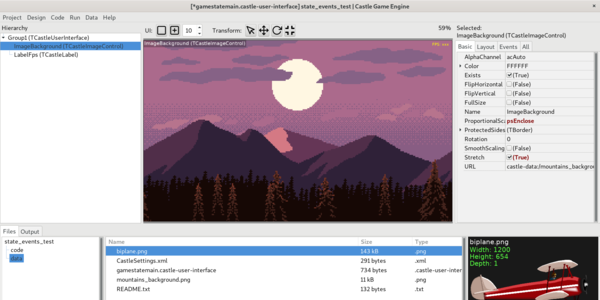 [*gamestatemain.castle-user-interface] state_events_test | Castle Game Engine
Project Design Code Run Data Help
Hierarchy
Group1 (TCastleUserInterface)
ImageBackground (TCastleImageControl)
LabelFps (TCastleLabel)
UI: 10 Transform: 59%
ImageBackground (TCastleImageControl)
Selected:
ImageBackground (TCastleImageControl)
Basic Layout Events All
AlphaChannel acAuto
Color FFFFFF
Exists (True)
FlipHorizontal (False)
FlipVertical (False)
FullSize (False)
Name ImageBackground
ProportionalSca psEnclose
ProtectedSides (TBorder)
Rotation 0
SmoothScaling (False)
Stretch (True)
URL castle-data:/mountains_backgrou
Files Output
state_events_test
code
data
Name Size Type
biplane.png 143 kB .png
CastleSettings.xml 291 bytes .xml
gamestatemain.castle-user-interface 734 bytes .castle-user-inter
mountains_background.png 11 kB .png
README.txt 132 bytes .txt
biplane.png
Width: 1200
Height: 654
Depth: 1